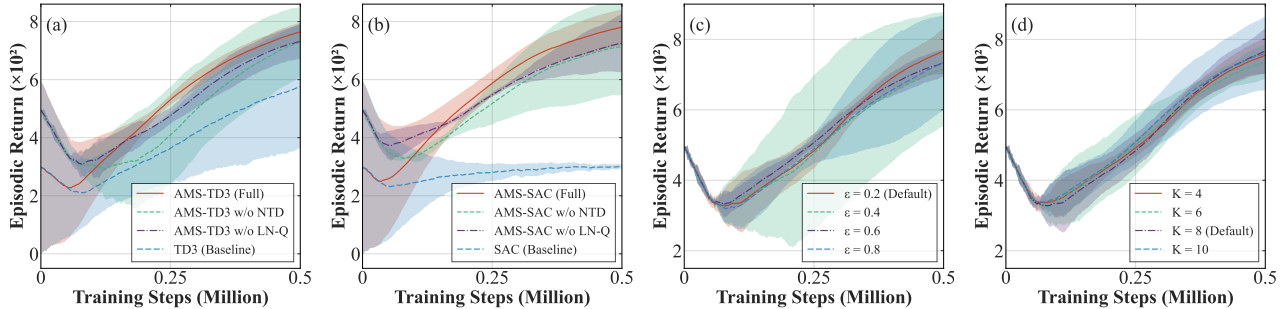 (a)
Episodic Return (×10²)
8
6
4
2
0
AMS-TD3 (Full)
AMS-TD3 w/o NTD
AMS-TD3 w/o LN-Q
TD3 (Baseline)
0 0.25 0.5
Training Steps (Million)
(b)
Episodic Return (×10²)
8
6
4
2
0
AMS-SAC (Full)
AMS-SAC w/o NTD
AMS-SAC w/o LN-Q
SAC (Baseline)
0 0.25 0.5
Training Steps (Million)
(c)
Episodic Return (×10²)
8
6
4
2
ε = 0.2 (Default)
ε = 0.4
ε = 0.6
ε = 0.8
0 0.25 0.5
Training Steps (Million)
(d)
Episodic Return (×10²)
8
6
4
2
K = 4
K = 6
K = 8 (Default)
K = 10
0 0.25 0.5
Training Steps (Million)